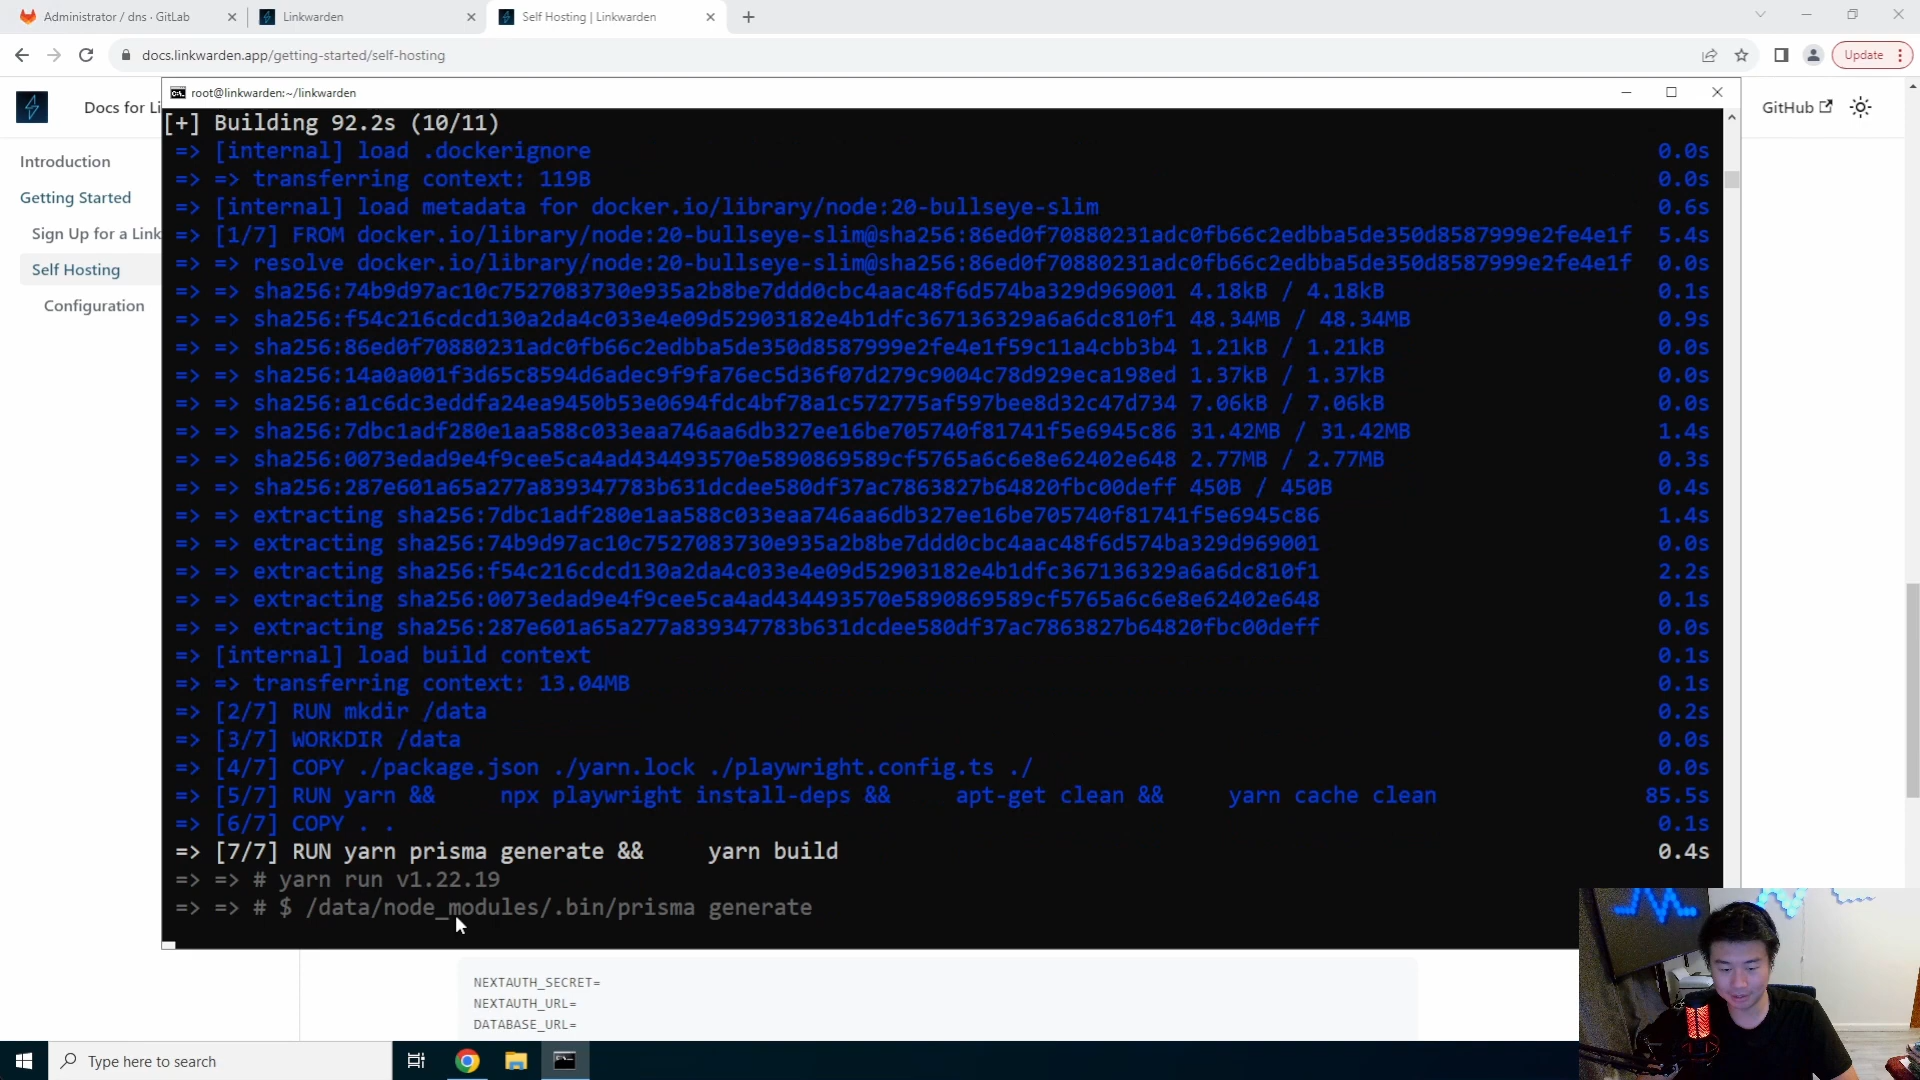 Administrator / dns · GitLab
Linkwarden
Self Hosting | Linkwarden
docs.linkwarden.app/getting-started/self-hosting
Update
Docs for Li
GitHub
Introduction
Getting Started
Sign Up for a Link
Self Hosting
Configuration
root@linkwarden:~/linkwarden
[+] Building 92.2s (10/11)
=> [internal] load .dockerignore 0.0s
=> => transferring context: 119B 0.0s
=> [internal] load metadata for docker.io/library/node:20-bullseye-slim 0.6s
=> [1/7] FROM docker.io/library/node:20-bullseye-slim@sha256:86ed0f70880231adc0fb66c2edbba5de350d8587999e2fe4e1f 5.4s
=> => resolve docker.io/library/node:20-bullseye-slim@sha256:86ed0f70880231adc0fb66c2edbba5de350d8587999e2fe4e1f 0.0s
=> => sha256:74b9d97ac10c7527083730e935a2b8be7ddd0cbc4aac48f6d574ba329d969001 4.18kB / 4.18kB 0.1s
=> => sha256:f54c216cdcd130a2da4c033e4e09d52903182e4b1dfc367136329a6a6dc810f1 48.34MB / 48.34MB 0.9s
=> => sha256:86ed0f70880231adc0fb66c2edbba5de350d8587999e2fe4e1f59c11a4cbb3b4 1.21kB / 1.21kB 0.0s
=> => sha256:14a0a001f3d65c8594d6adec9f9fa76ec5d36f07d279c9004c78d929eca198ed 1.37kB / 1.37kB 0.0s
=> => sha256:a1c6dc3eddfa24ea9450b53e0694fdc4bf78a1c572775af597bee8d32c47d734 7.06kB / 7.06kB 0.0s
=> => sha256:7dbc1adf280e1aa588c033eaa746aa6db327ee16be705740f81741f5e6945c86 31.42MB / 31.42MB 1.4s
=> => sha256:0073edad9e4f9cee5ca4ad434493570e5890869589cf5765a6c6e8e62402e648 2.77MB / 2.77MB 0.3s
=> => sha256:287e601a65a277a839347783b631dcdee580df37ac7863827b64820fbc00deff 450B / 450B 0.4s
=> => extracting sha256:7dbc1adf280e1aa588c033eaa746aa6db327ee16be705740f81741f5e6945c86 1.4s
=> => extracting sha256:74b9d97ac10c7527083730e935a2b8be7ddd0cbc4aac48f6d574ba329d969001 0.0s
=> => extracting sha256:f54c216cdcd130a2da4c033e4e09d52903182e4b1dfc367136329a6a6dc810f1 2.2s
=> => extracting sha256:0073edad9e4f9cee5ca4ad434493570e5890869589cf5765a6c6e8e62402e648 0.1s
=> => extracting sha256:287e601a65a277a839347783b631dcdee580df37ac7863827b64820fbc00deff 0.0s
=> [internal] load build context 0.1s
=> => transferring context: 13.04MB 0.1s
=> [2/7] RUN mkdir /data 0.2s
=> [3/7] WORKDIR /data 0.0s
=> [4/7] COPY ./package.json ./yarn.lock ./playwright.config.ts ./ 0.0s
=> [5/7] RUN yarn && npx playwright install-deps && apt-get clean && yarn cache clean 85.5s
=> [6/7] COPY . . 0.1s
=> [7/7] RUN yarn prisma generate && yarn build 0.4s
=> => # yarn run v1.22.19
=> => # $ /data/node_modules/.bin/prisma generate
NEXTAUTH_SECRET=
NEXTAUTH_URL=
DATABASE_URL=
Type here to search